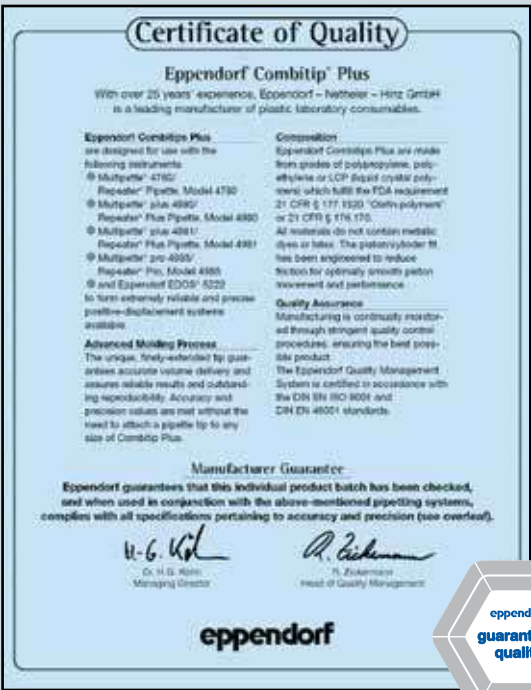 Certificate of Quality
Eppendorf Combitip® Plus
With over 25 years' experience, Eppendorf – Netheler – Hinz GmbH
is a leading manufacturer of plastic laboratory consumables.
Eppendorf Combitips Plus
are designed for use with the
following instruments:
Multipette® 4780/
Repeater® Pipette, Model 4780
Multipette® plus 4980/
Repeater® Plus Pipette, Model 4980
Multipette® plus 4981/
Repeater® Plus Pipette, Model 4981
Multipette® pro 4985/
Repeater® Pro, Model 4985
and Eppendorf EDOS® 5222
to form extremely reliable and precise
positive-displacement systems
available.
Advanced Molding Process
The unique, finely-extended tip guar-
antees accurate volume delivery and
assures reliable results and outstand-
ing reproducibility. Accuracy and
precision values are met without the
need to attach a pipette tip to any
size of Combitip Plus.
Composition
Eppendorf Combitips Plus are made
from grades of polypropylene, poly-
ethylene or LCP (liquid crystal poly-
mers) which fulfil the FDA requirement
21 CFR § 177.1520 "Olefin polymers"
or 21 CFR § 176.170.
All materials do not contain metallic
dyes or latex. The piston/cylinder fit
has been engineered to reduce
friction for optimally smooth piston
movement and performance.
Quality Assurance
Manufacturing is continually monitor-
ed through stringent quality control
procedures, ensuring the best possi-
ble product.
The Eppendorf Quality Management
System is certified in accordance with
the DIN EN ISO 9001 and
DIN EN 46001 standards.
Manufacturer Guarantee
Eppendorf guarantees that this individual product batch has been checked,
and when used in conjunction with the above-mentioned pipetting systems,
complies with all specifications pertaining to accuracy and precision (see overleaf).
Dr. H.G. Köhn
Managing Director
R. Zickermann
Head of Quality Management
eppendorf
eppend
guarant
qualit